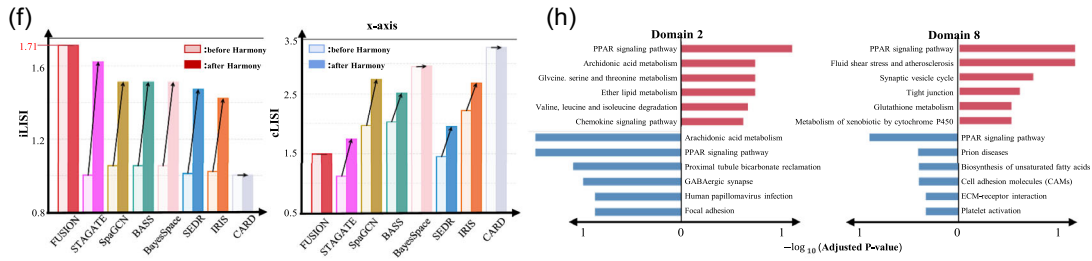 (f)
x-axis
1.71
1.6
1.2
0.8
iLISI
:before Harmony
:after Harmony
FUSION
STAGATE
SpaGCN
BASS
BayesSpace
SEDR
IRIS
CARD
3.5
2.5
1.5
0.5
cLISI
:before Harmony
:after Harmony
FUSION
STAGATE
SpaGCN
BASS
BayesSpace
SEDR
IRIS
CARD
(h)
Domain 2
PPAR signaling pathway
Archidonic acid metabolism
Glycine. serine and threonine metabolism
Ether lipid metabolism
Valine, leucine and isoleucine degradation
Chemokine signaling pathway
Arachidonic acid metabolism
PPAR signaling pathway
Proximal tubule bicarbonate reclamation
GABAergic synapse
Human papillomavirus infection
Focal adhesion
1
0
1
Domain 8
PPAR signaling pathway
Fluid shear stress and atherosclerosis
Synaptic vesicle cycle
Tight junction
Glutathione metabolism
Metabolism of xenobiotic by cytochrome P450
PPAR signaling pathway
Prion diseases
Biosynthesis of unsaturated fatty acids
Cell adhesion molecules (CAMs)
ECM-receptor interaction
Platelet activation
1
0
1
−log₁₀ (Adjusted P-value)